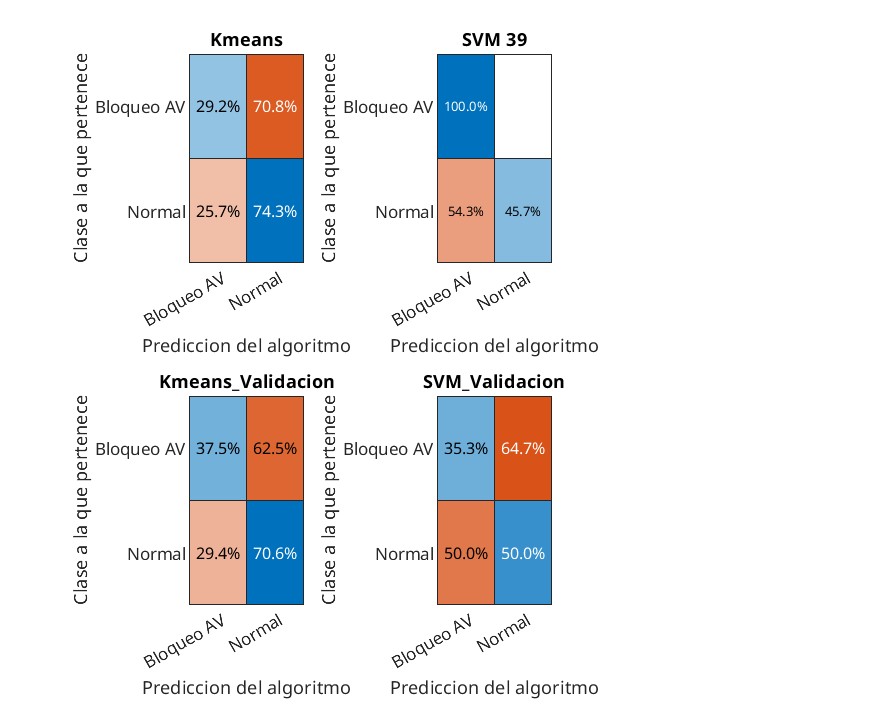 Kmeans
Clase a la que pertenece
Bloqueo AV
29.2%
70.8%
Normal
25.7%
74.3%
Bloqueo AV
Normal
Prediccion del algoritmo
SVM 39
Clase a la que pertenece
Bloqueo AV
100.0%
Normal
54.3%
45.7%
Bloqueo AV
Normal
Prediccion del algoritmo
Kmeans_Validacion
Clase a la que pertenece
Bloqueo AV
37.5%
62.5%
Normal
29.4%
70.6%
Bloqueo AV
Normal
Prediccion del algoritmo
SVM_Validacion
Clase a la que pertenece
Bloqueo AV
35.3%
64.7%
Normal
50.0%
50.0%
Bloqueo AV
Normal
Prediccion del algoritmo